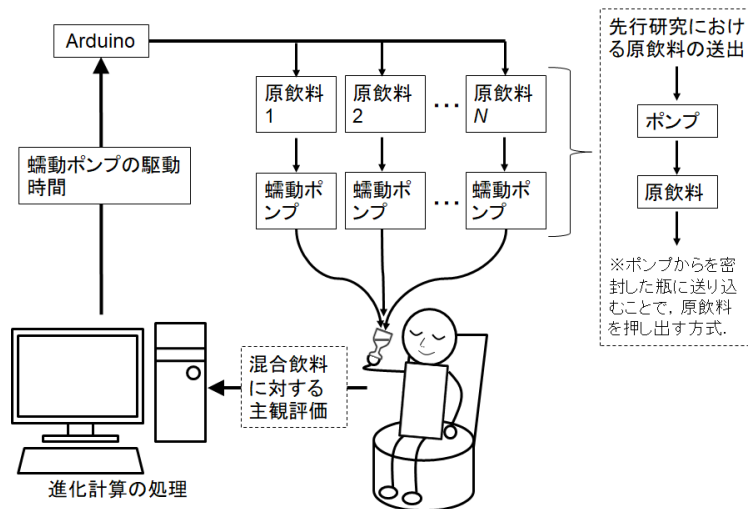 Arduino
原飲料
1
原飲料
2
…
原飲料
N
蠕動ポンプの駆動
時間
蠕動ポ
ンプ
蠕動ポ
ンプ
…
蠕動ポ
ンプ
先行研究におけ
る原飲料の送出
ポンプ
原飲料
※ポンプからを密
封した瓶に送り込
むことで，原飲料
を押し出す方式.
混合飲料
に対する
主観評価
進化計算の処理